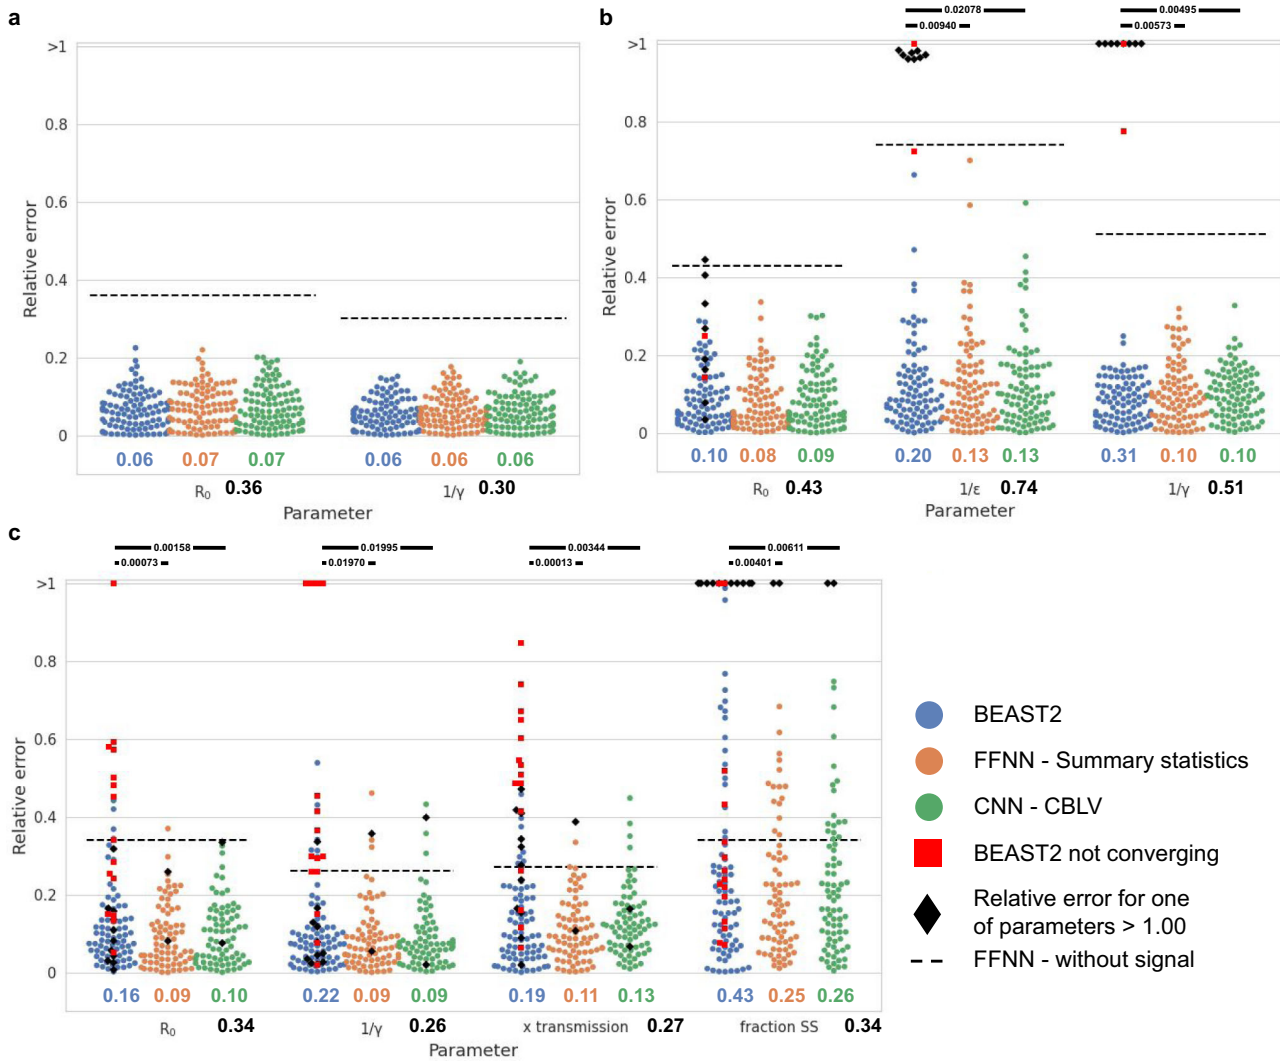 a
>1
0.8
0.6
0.4
0.2
0
Relative error
0.06 0.07 0.07 0.06 0.06 0.06
R₀ 0.36 1/γ 0.30
Parameter
b
0.02078 0.00495
0.00940 0.00573
>1
0.8
0.6
0.4
0.2
0
Relative error
0.10 0.08 0.09 0.20 0.13 0.13 0.31 0.10 0.10
R₀ 0.43 1/ε 0.74 1/γ 0.51
Parameter
c
0.00158 0.01995 0.00344 0.00611
0.00073 0.01970 0.00013 0.00401
>1
0.8
0.6
0.4
0.2
0
Relative error
0.16 0.09 0.10 0.22 0.09 0.09 0.19 0.11 0.13 0.43 0.25 0.26
R₀ 0.34 1/γ 0.26 x transmission 0.27 fraction SS 0.34
Parameter
BEAST2
FFNN - Summary statistics
CNN - CBLV
BEAST2 not converging
Relative error for one
of parameters > 1.00
FFNN - without signal